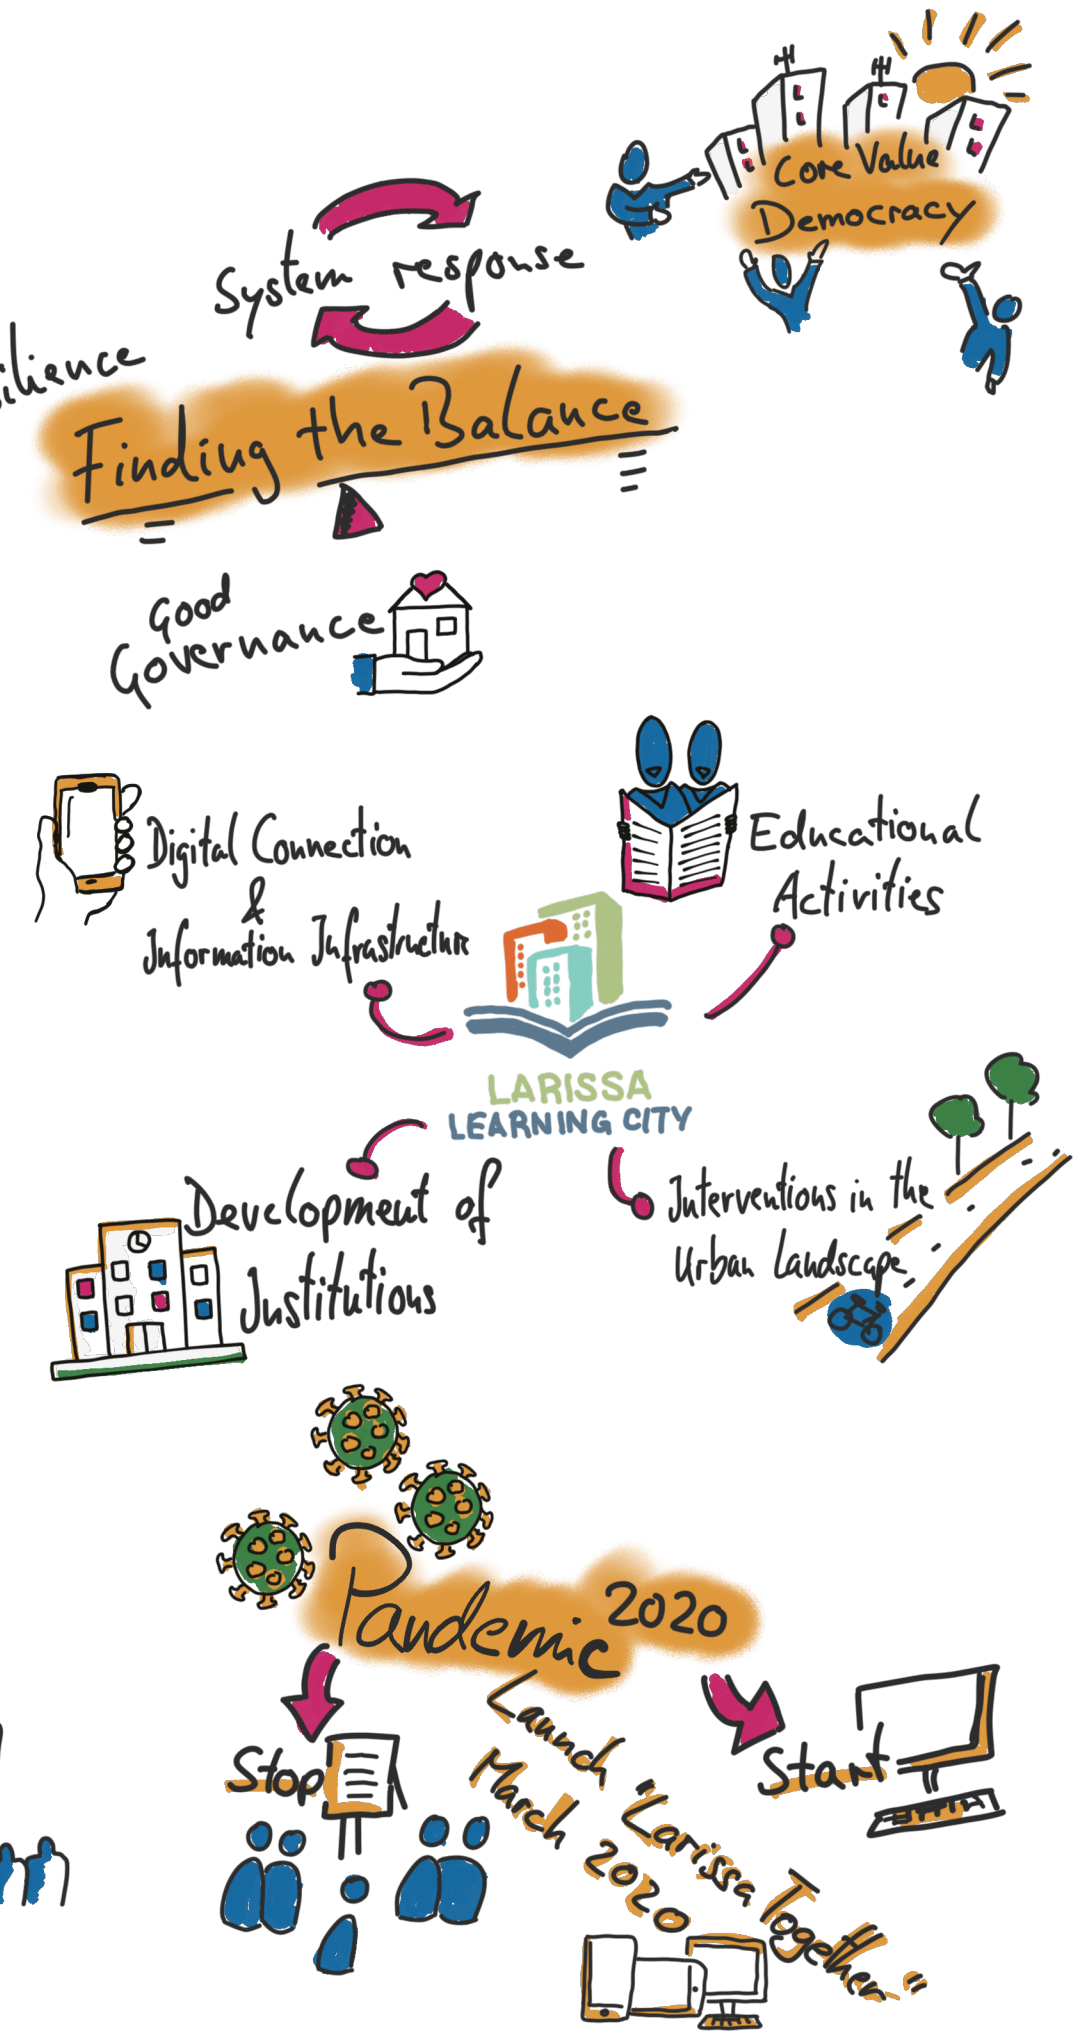 Core Value
Democracy
System response
Finding the Balance
Good
Governance
Digital Connection
&
Information Infrastructure
Educational
Activities
LARISSA
LEARNING CITY
Development of
Institutions
Interventions in the
Urban Landscape
Pandemic 2020
Stop
Launch "Larissa Together"
March 2020
Start